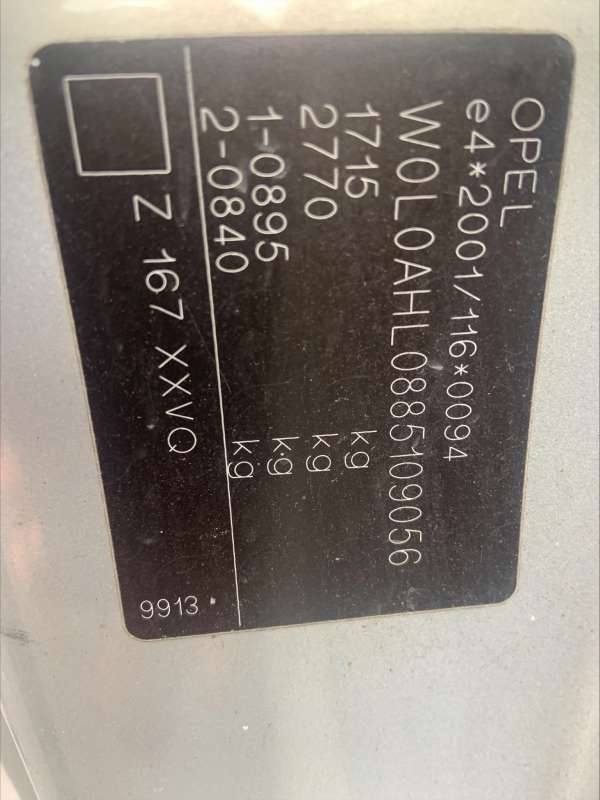 OPEL
e4*2001/116*0094
W0L0AHL0885109056
1715 kg
2770 kg
1-0895 kg
2-0840 kg
Z 167 XXVQ
9913